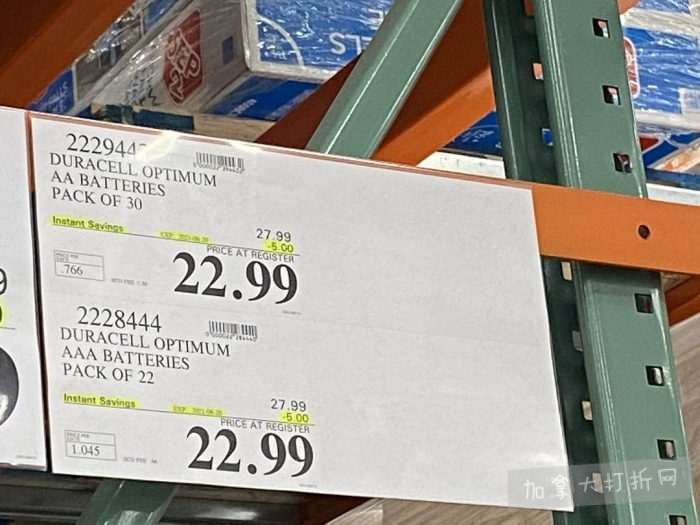 DURACELL OPTIMUM
AA BATTERIES
PACK OF 30
Instant Savings
27.99
-5.00
PRICE AT REGISTER
.766
22.99
2228444
DURACELL OPTIMUM
AAA BATTERIES
PACK OF 22
Instant Savings
27.99
-5.00
PRICE AT REGISTER
1.045
22.99
加拿大打折网